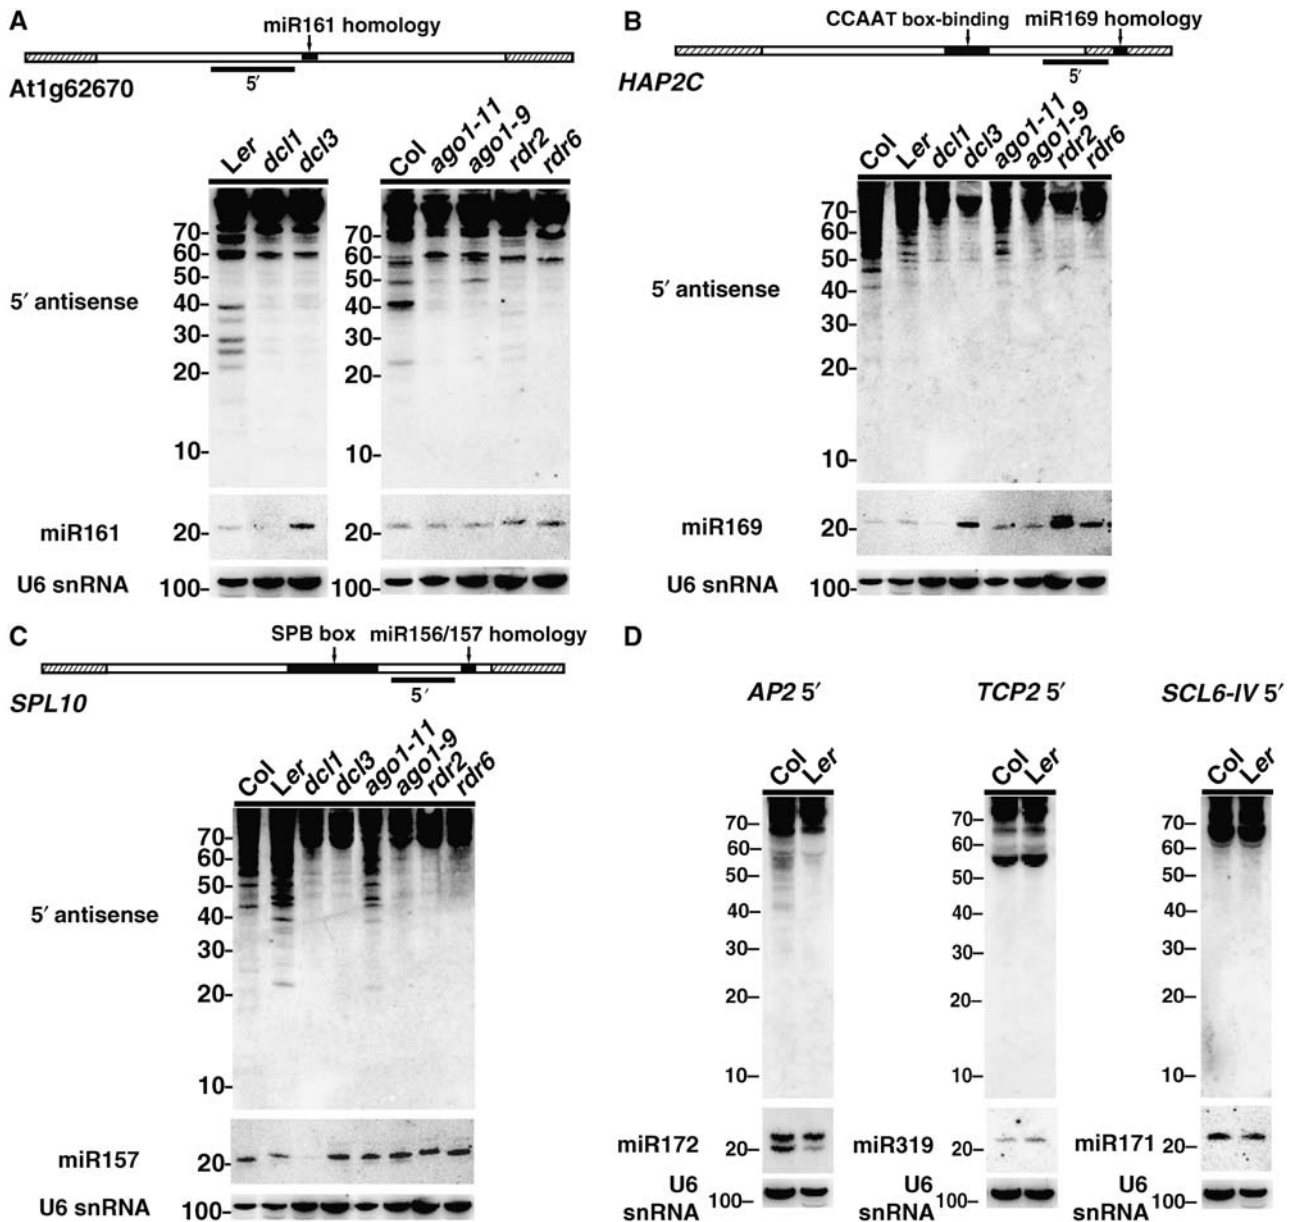 A
miR161 homology
5′
At1g62670
Ler dcl1 dcl3
Col ago1-11 ago1-9 rdr2 rdr6
70-
60-
50-
40-
30-
20-
10-
70-
60-
50-
40-
30-
20-
10-
5′ antisense
miR161
20-
20-
U6 snRNA
100-
100-
B
CCAAT box-binding
miR169 homology
5′
HAP2C
Col Ler dcl1 dcl3 ago1-11 ago1-9 rdr2 rdr6
70-
60-
50-
40-
30-
20-
10-
5′ antisense
miR169
20-
U6 snRNA
100-
C
SPB box
miR156/157 homology
5′
SPL10
Col Ler dcl1 dcl3 ago1-11 ago1-9 rdr2 rdr6
70-
60-
50-
40-
30-
20-
10-
5′ antisense
miR157
20-
U6 snRNA
100-
D
AP2 5′
Col Ler
70–
60–
50–
40–
30–
20–
10–
miR172
20–
U6
snRNA
100–
TCP2 5′
Col Ler
70–
60–
50–
40–
30–
20–
10–
miR319
20–
U6
snRNA
100–
SCL6-IV 5′
Col Ler
70–
60–
50–
40–
30–
20–
10–
miR171
20–
U6
snRNA
100–